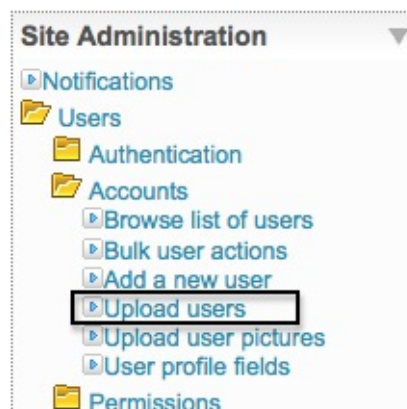 Site Administration
Notifications
Users
Authentication
Accounts
Browse list of users
Bulk user actions
Add a new user
Upload users
Upload user pictures
User profile fields
Permissions